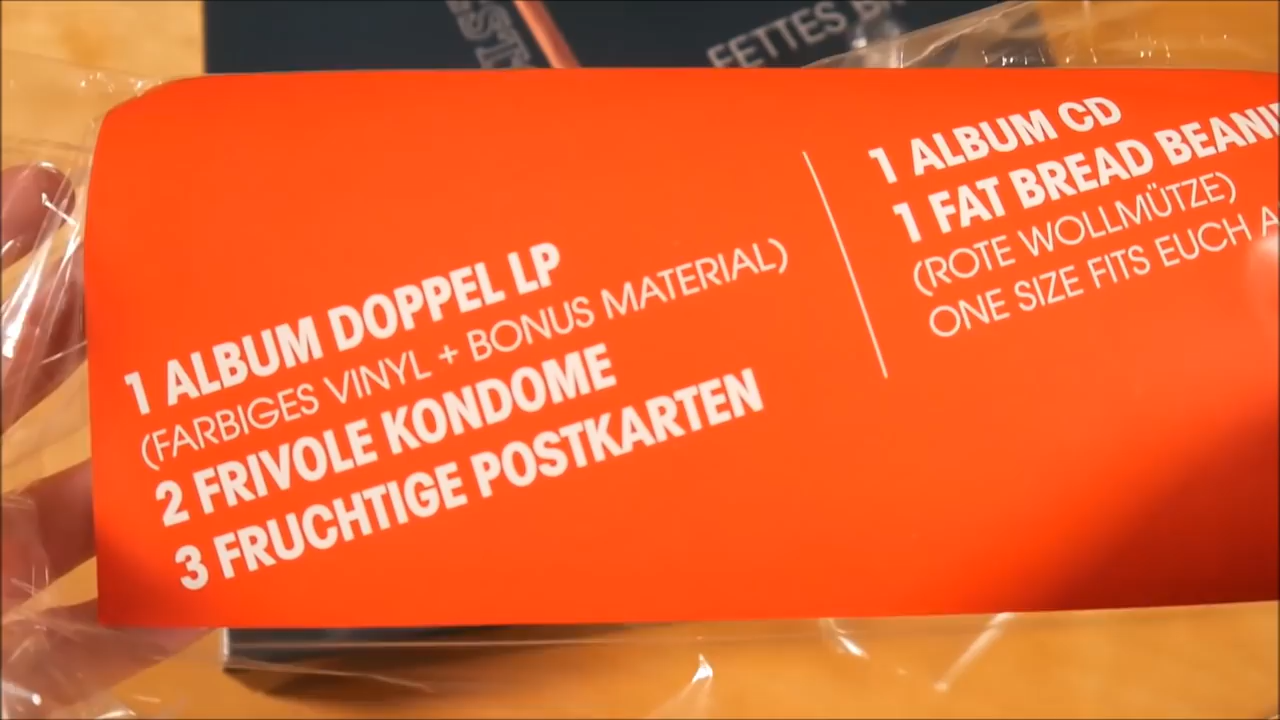 FETTES
1 ALBUM DOPPEL LP
(FARBIGES VINYL + BONUS MATERIAL)
2 FRIVOLE KONDOME
3 FRUCHTIGE POSTKARTEN
1 ALBUM CD
1 FAT BREAD BEANIE
(ROTE WOLLMÜTZE)
ONE SIZE FITS EUCH